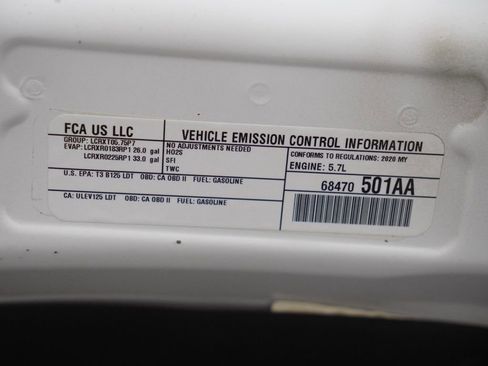 FCA US LLC
VEHICLE EMISSION CONTROL INFORMATION
GROUP: LCRXT05.75P7
EVAP: LCRXR0183RP1 26.0 gal
LCRXR0225RP1 33.0 gal
NO ADJUSTMENTS NEEDED
HO2S
SFI
TWC
CONFORMS TO REGULATIONS: 2020 MY
ENGINE: 5.7L
U.S. EPA: T3 B125 LDT OBD: CA OBD II FUEL: GASOLINE
68470 501AA
CA: ULEV125 LDT OBD: CA OBD II FUEL: GASOLINE